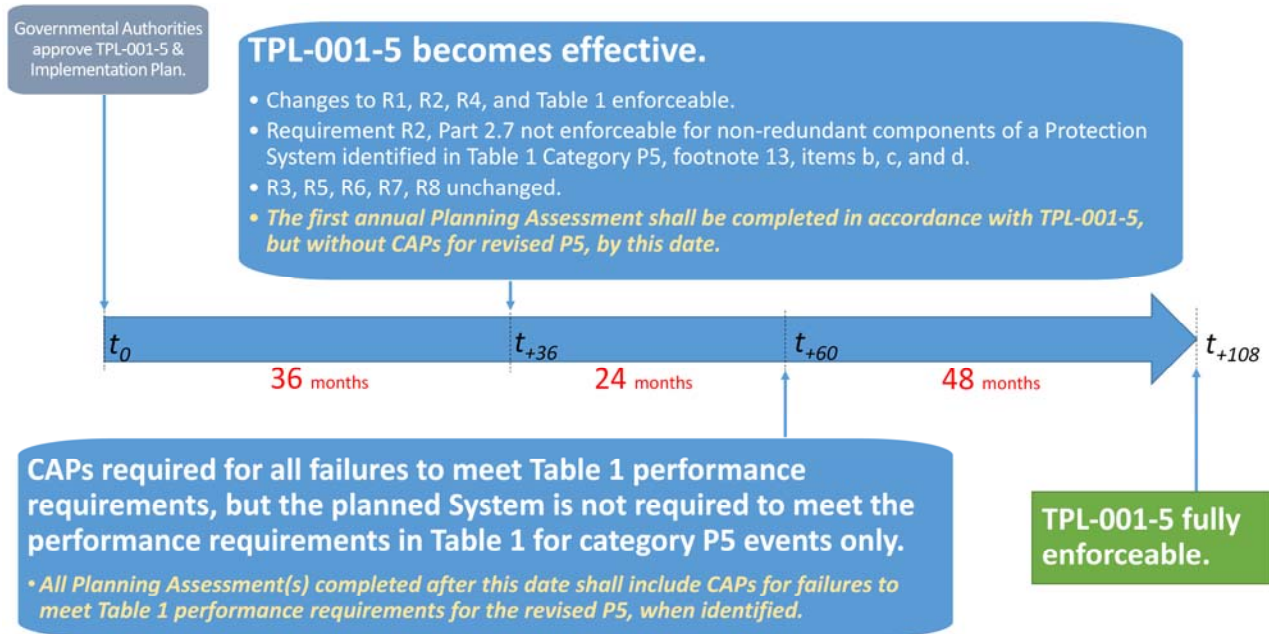 Governmental Authorities
approve TPL-001-5 &
Implementation Plan.
TPL-001-5 becomes effective.
• Changes to R1, R2, R4, and Table 1 enforceable.
• Requirement R2, Part 2.7 not enforceable for non-redundant components of a Protection
System identified in Table 1 Category P5, footnote 13, items b, c, and d.
• R3, R5, R6, R7, R8 unchanged.
• The first annual Planning Assessment shall be completed in accordance with TPL-001-5,
but without CAPs for revised P5, by this date.
t0
t+36
t+60
t+108
36 months
24 months
48 months
CAPs required for all failures to meet Table 1 performance
requirements, but the planned System is not required to meet the
performance requirements in Table 1 for category P5 events only.
• All Planning Assessment(s) completed after this date shall include CAPs for failures to
meet Table 1 performance requirements for the revised P5, when identified.
TPL-001-5 fully
enforceable.